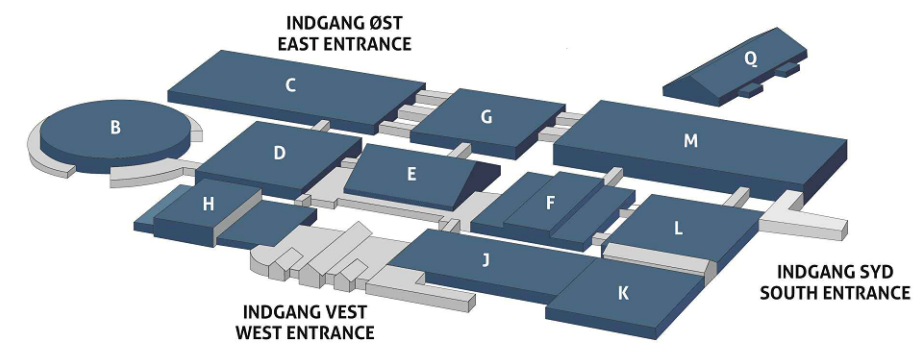 INDGANG ØST
EAST ENTRANCE
Q
C
G
B
M
D
E
H
F
L
J
K
INDGANG SYD
SOUTH ENTRANCE
INDGANG VEST
WEST ENTRANCE